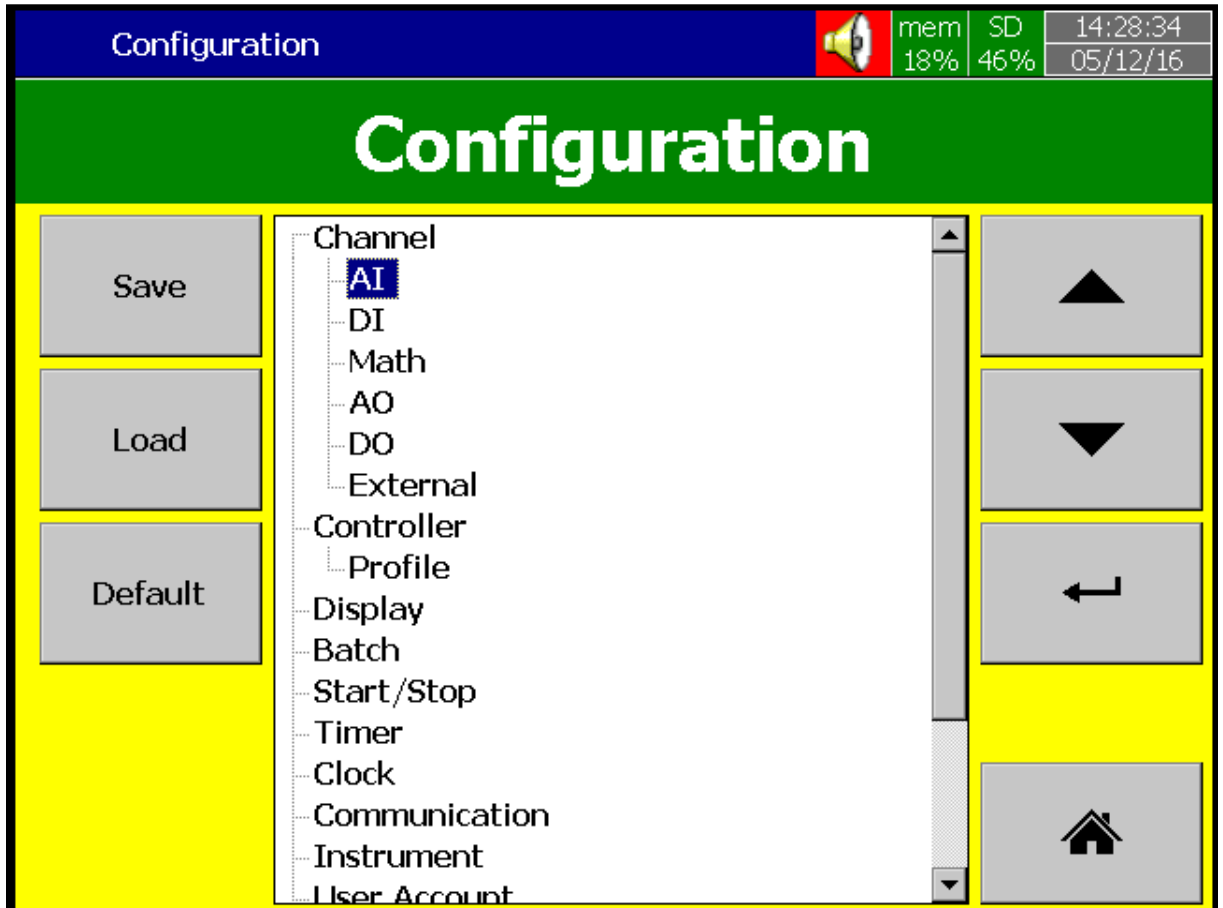 Configuration
mem SD 14:28:34
18% 46% 05/12/16
Configuration
Save
Load
Default
Channel
AI
DI
Math
AO
DO
External
Controller
Profile
Display
Batch
Start/Stop
Timer
Clock
Communication
Instrument
User Account